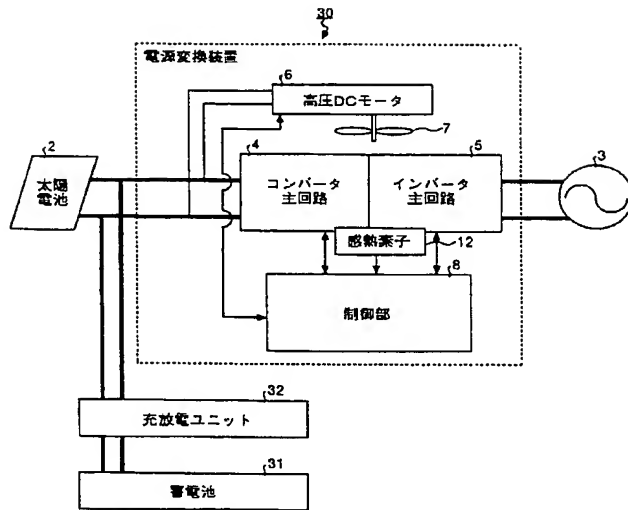 30
電源変換装置
6
高圧DCモータ
7
2
太陽
電池
4
コンバータ
主回路
5
インバータ
主回路
3
感熱素子
12
8
制御部
32
充放電ユニット
31
蓄電池